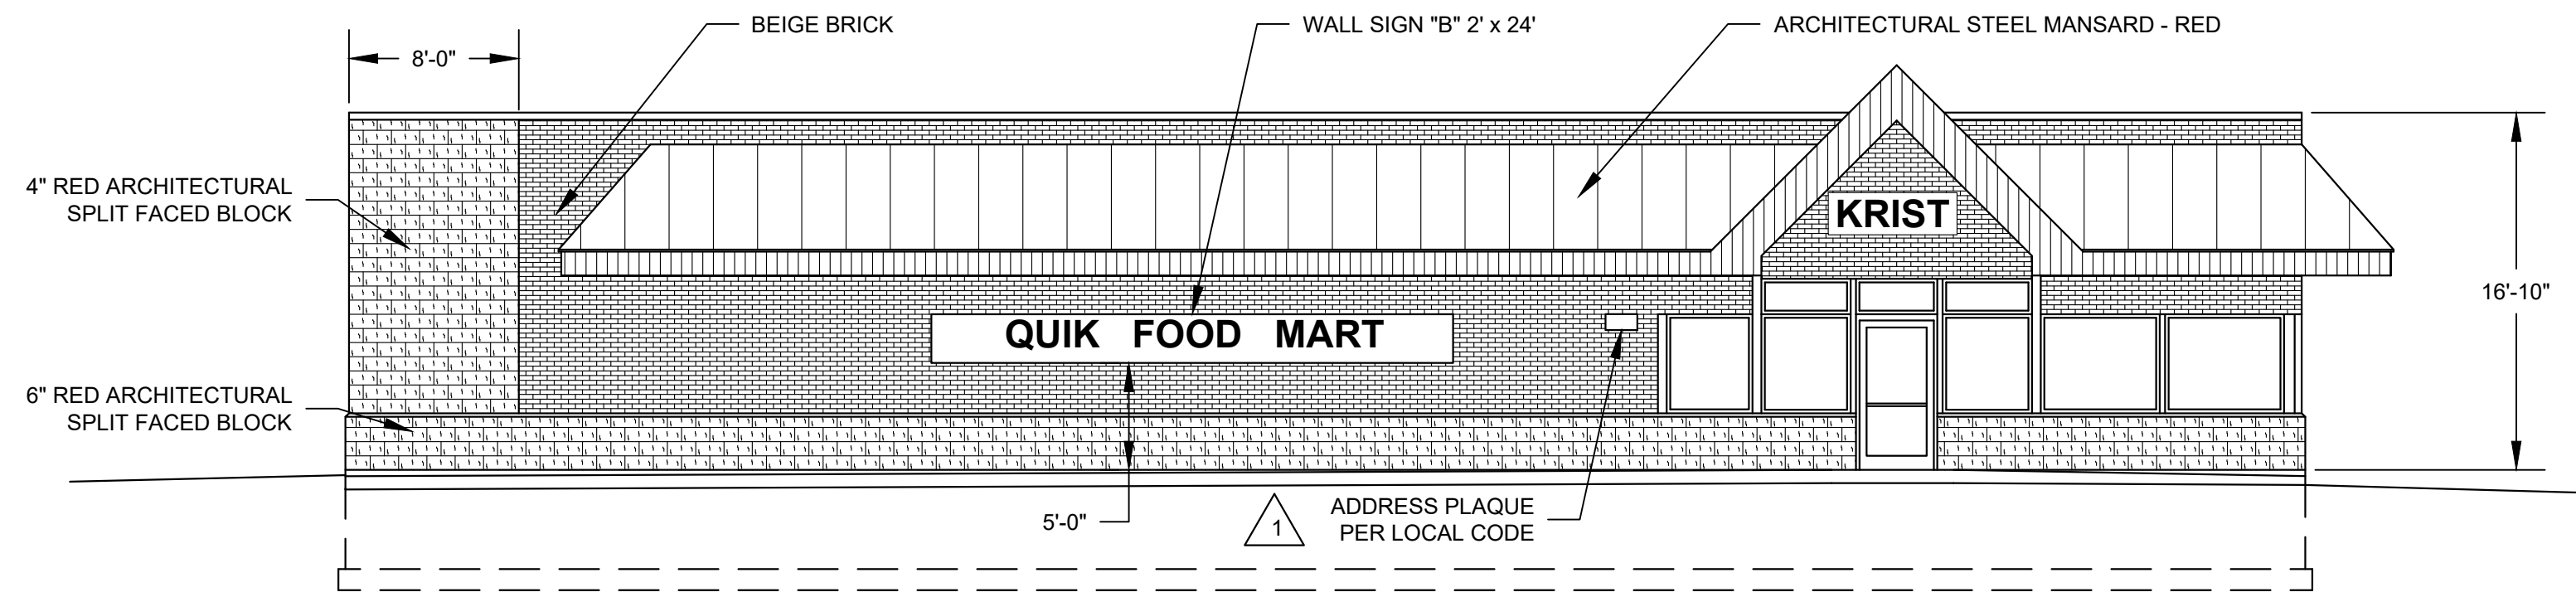 BEIGE BRICK
WALL SIGN "B" 2' x 24'
ARCHITECTURAL STEEL MANSARD - RED
8'-0"
4" RED ARCHITECTURAL
SPLIT FACED BLOCK
KRIST
16'-10"
QUIK FOOD MART
6" RED ARCHITECTURAL
SPLIT FACED BLOCK
5'-0"
1
ADDRESS PLAQUE
PER LOCAL CODE